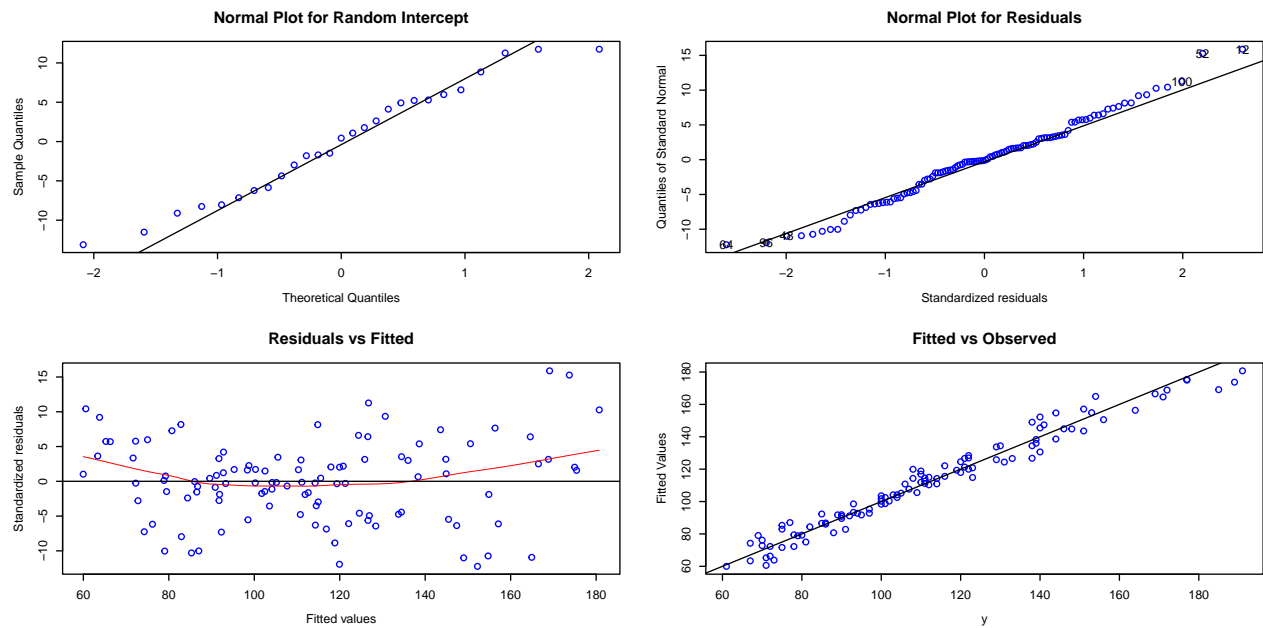 Normal Plot for Random Intercept
Sample Quantiles
10
5
0
−5
−10
−2 −1 0 1 2
Theoretical Quantiles
Normal Plot for Residuals
Quantiles of Standard Normal
15
10
5
0
−5
−10
52 12
100
64 48
−2 −1 0 1 2
Standardized residuals
Residuals vs Fitted
Standardized residuals
15
10
5
0
−5
−10
60 80 100 120 140 160 180
Fitted values
Fitted vs Observed
Fitted Values
180
160
140
120
100
80
60
60 80 100 120 140 160 180
y